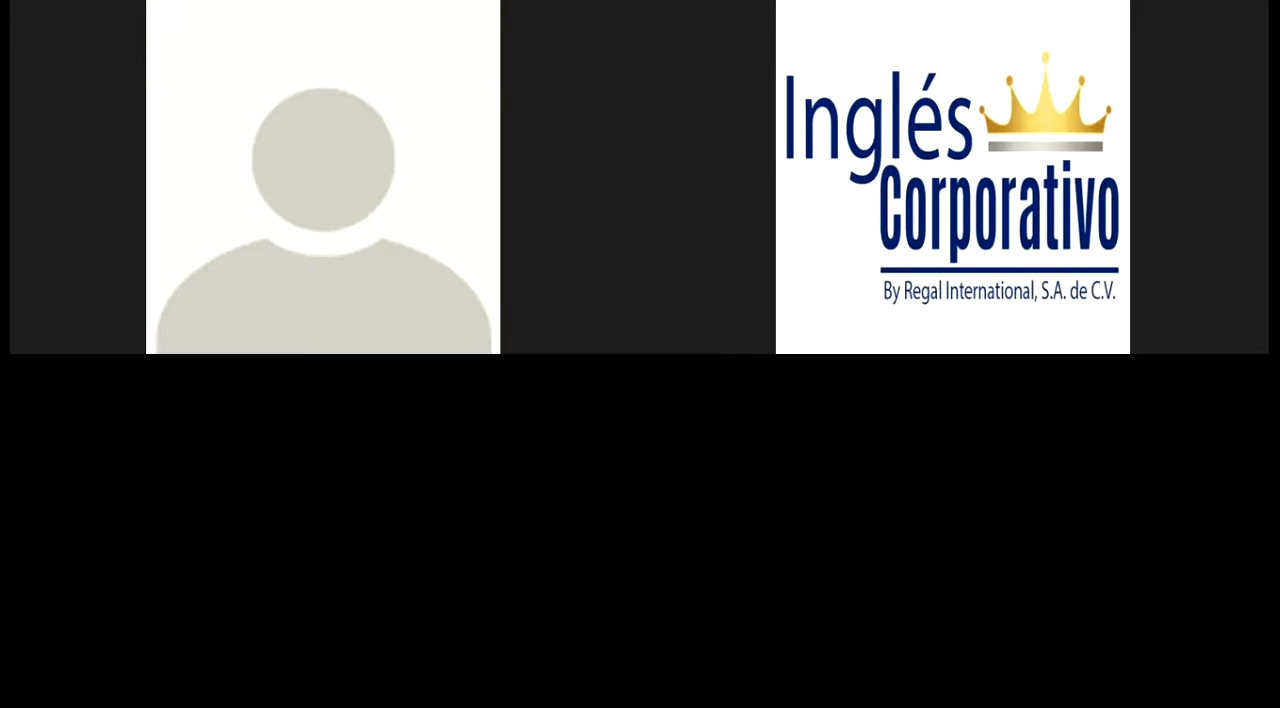 Inglés
Corporativo
By Regal International, S.A. de C.V.